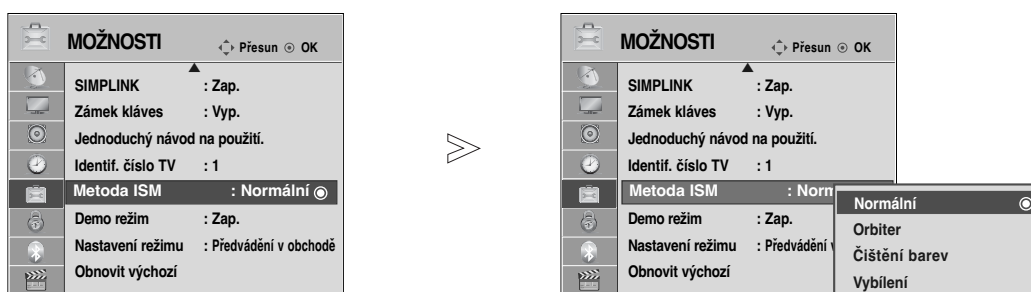 MOŽNOSTI Přesun OK
SIMPLINK : Zap.
Zámek kláves : Vyp.
Jednoduchý návod na použití.
Identif. číslo TV : 1
Metoda ISM : Normální
Demo režim : Zap.
Nastavení režimu : Předvádění v obchodě
Obnovit výchozí
MOŽNOSTI Přesun OK
SIMPLINK : Zap.
Zámek kláves : Vyp.
Jednoduchý návod na použití.
Identif. číslo TV : 1
Metoda ISM : Norm
Demo režim : Zap.
Nastavení režimu : Předvádění v
Obnovit výchozí
Normální
Orbiter
Čištění barev
Vybílení